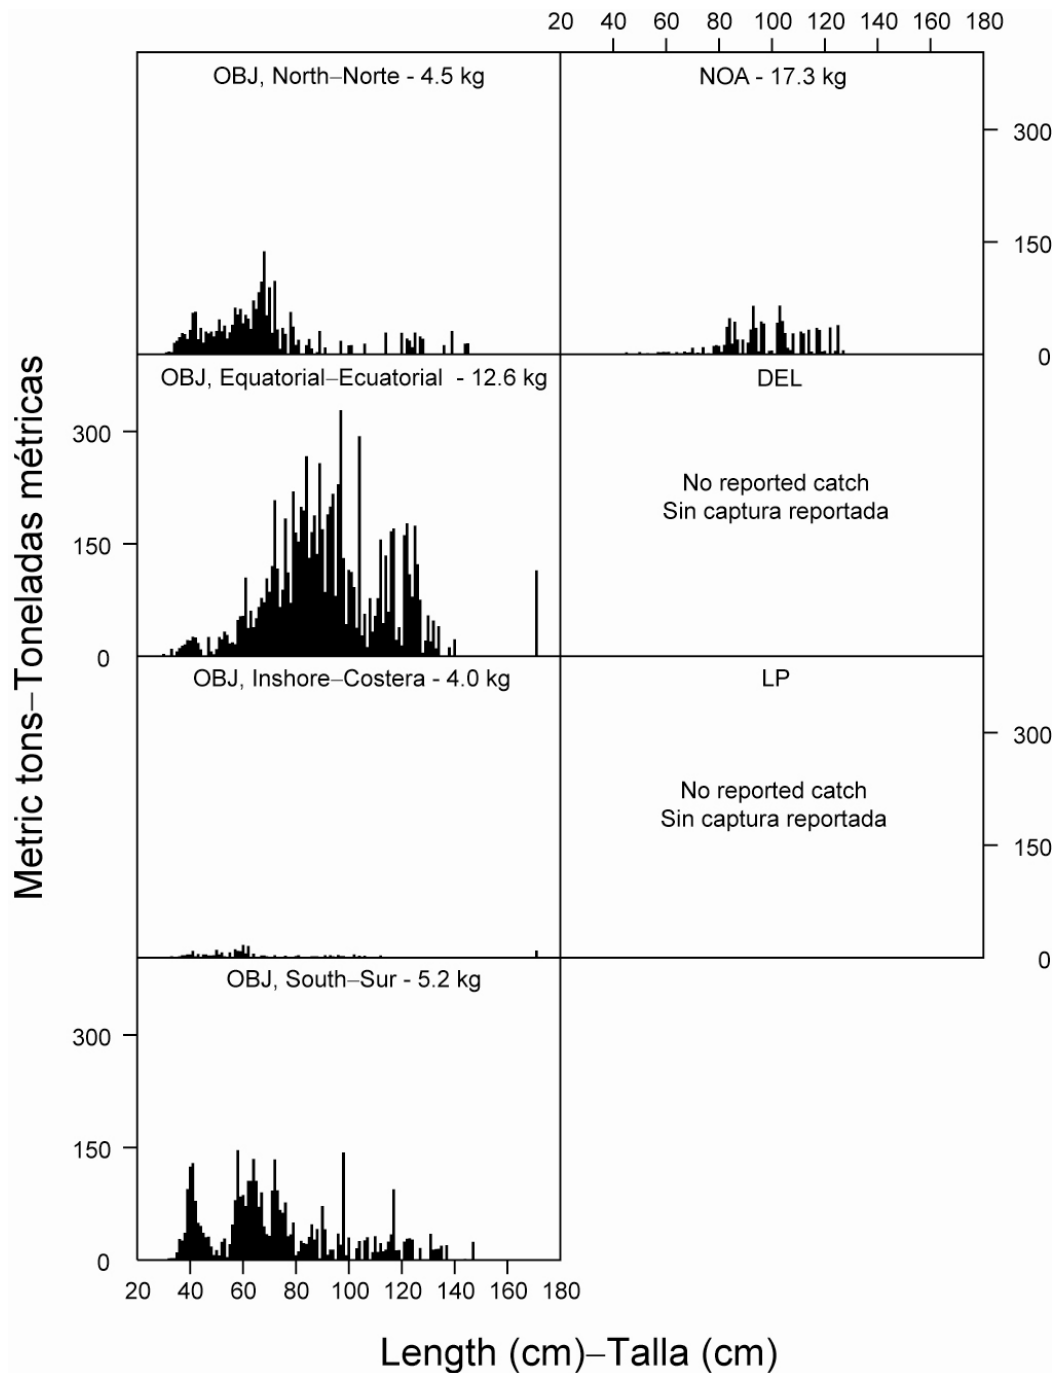 20 40 60 80 100 120 140 160 180
OBJ, North–Norte - 4.5 kg
NOA - 17.3 kg
300
150
0
OBJ, Equatorial–Ecuatorial - 12.6 kg
DEL
300
150
0
No reported catch
Sin captura reportada
OBJ, Inshore–Costera - 4.0 kg
LP
No reported catch
Sin captura reportada
300
150
0
OBJ, South–Sur - 5.2 kg
300
150
0
20 40 60 80 100 120 140 160 180
Metric tons–Toneladas métricas
Length (cm)–Talla (cm)